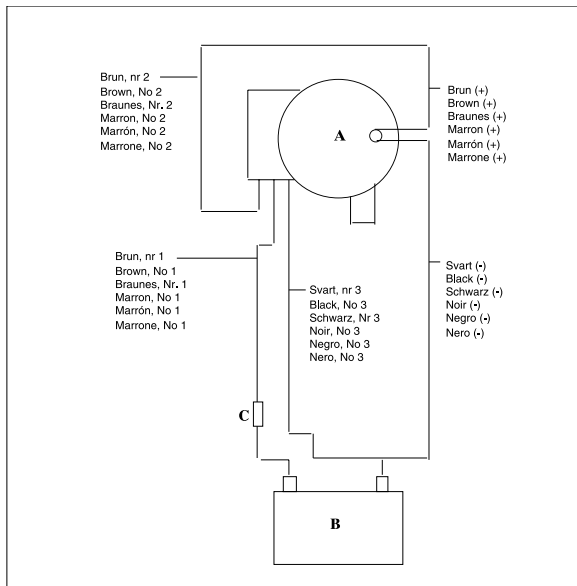 Brun, nr 2
Brown, No 2
Braunes, Nr. 2
Marron, No 2
Marrón, No 2
Marrone, No 2
A
Brun (+)
Brown (+)
Braunes (+)
Marron (+)
Marrón (+)
Marrone (+)
Brun, nr 1
Brown, No 1
Braunes, Nr. 1
Marron, No 1
Marrón, No 1
Marrone, No 1
Svart, nr 3
Black, No 3
Schwarz, Nr 3
Noir, No 3
Negro, No 3
Nero, No 3
Svart (-)
Black (-)
Schwarz (-)
Noir (-)
Negro (-)
Nero (-)
C
B